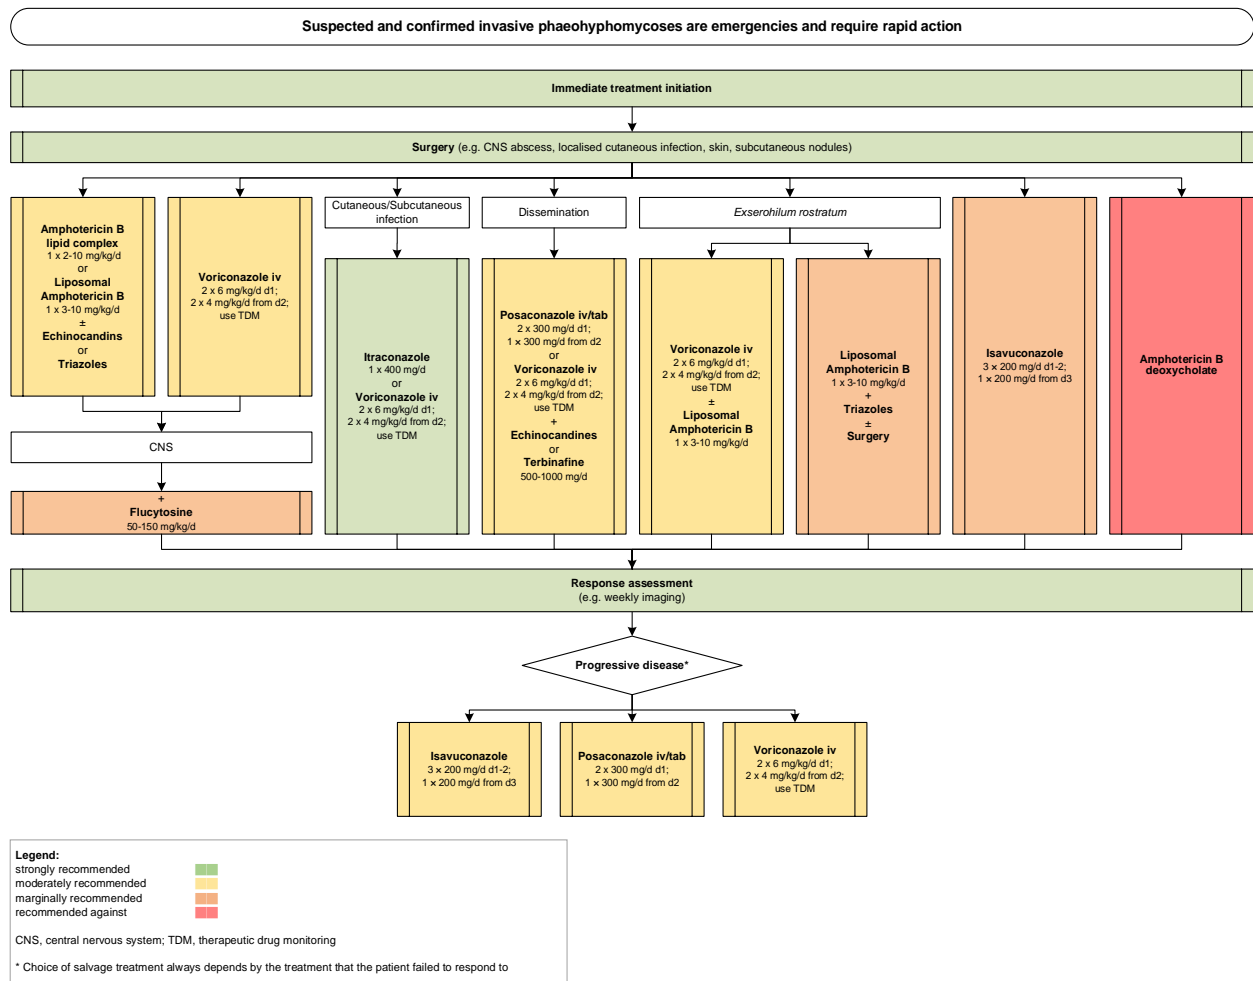 Suspected and confirmed invasive phaeohyphomycoses are emergencies and require rapid action
Immediate treatment initiation
Surgery (e.g. CNS abscess, localised cutaneous infection, skin, subcutaneous nodules)
Amphotericin B
lipid complex
1 x 2-10 mg/kg/d
or
Liposomal
Amphotericin B
1 x 3-10 mg/kg/d
±
Echinocandins
or
Triazoles
Voriconazole iv
2 x 6 mg/kg/d d1;
2 x 4 mg/kg/d from d2;
use TDM
CNS
+
Flucytosine
50-150 mg/kg/d
Cutaneous/Subcutaneous
infection
Itraconazole
1 x 400 mg/d
or
Voriconazole iv
2 x 6 mg/kg/d d1;
2 x 4 mg/kg/d from d2;
use TDM
Dissemination
Posaconazole iv/tab
2 x 300 mg/d d1;
1 × 300 mg/d from d2
or
Voriconazole iv
2 x 6 mg/kg/d d1;
2 x 4 mg/kg/d from d2;
use TDM
+
Echinocandines
or
Terbinafine
500-1000 mg/d
Exserohilum rostratum
Voriconazole iv
2 x 6 mg/kg/d d1;
2 x 4 mg/kg/d from d2;
use TDM
±
Liposomal
Amphotericin B
1 x 3-10 mg/kg/d
Liposomal
Amphotericin B
1 x 3-10 mg/kg/d
+
Triazoles
±
Surgery
Isavuconazole
3 × 200 mg/d d1-2;
1 × 200 mg/d from d3
Amphotericin B
deoxycholate
Response assessment
(e.g. weekly imaging)
Progressive disease*
Isavuconazole
3 × 200 mg/d d1-2;
1 × 200 mg/d from d3
Posaconazole iv/tab
2 x 300 mg/d d1;
1 × 300 mg/d from d2
Voriconazole iv
2 x 6 mg/kg/d d1;
2 x 4 mg/kg/d from d2;
use TDM
Legend:
strongly recommended
moderately recommended
marginally recommended
recommended against
CNS, central nervous system; TDM, therapeutic drug monitoring
* Choice of salvage treatment always depends by the treatment that the patient failed to respond to